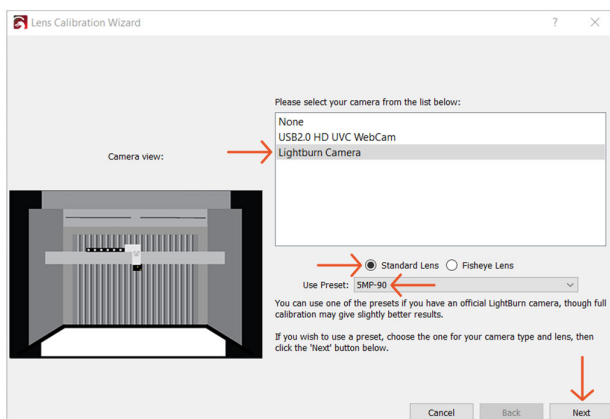 Lens Calibration Wizard
?
Please select your camera from the list below:
None
USB2.0 HD UVC WebCam
Lightburn Camera
Camera view:
Standard Lens
Fisheye Lens
Use Preset: 5MP-90
You can use one of the presets if you have an official LightBurn camera, though full
calibration may give slightly better results.
If you wish to use a preset, choose the one for your camera type and lens, then
click the 'Next' button below.
Cancel
Back
Next